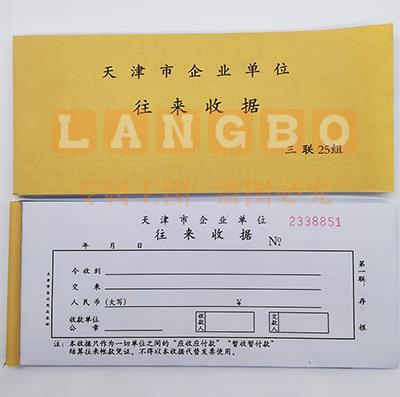 天津市企业单位
往来收据
LANGBO
三联25组
天津市企业单位
往来收据 № 2338851
年 月 日
今收到
交来
人民币(大写) ¥
收款单位
公章
收款人
交款人
第一联:存根
注:本收据只作为一切单位之间的“应收应付款”“暂收暂付款”
结算往来帐款凭证。不得以本收据代替发票使用。